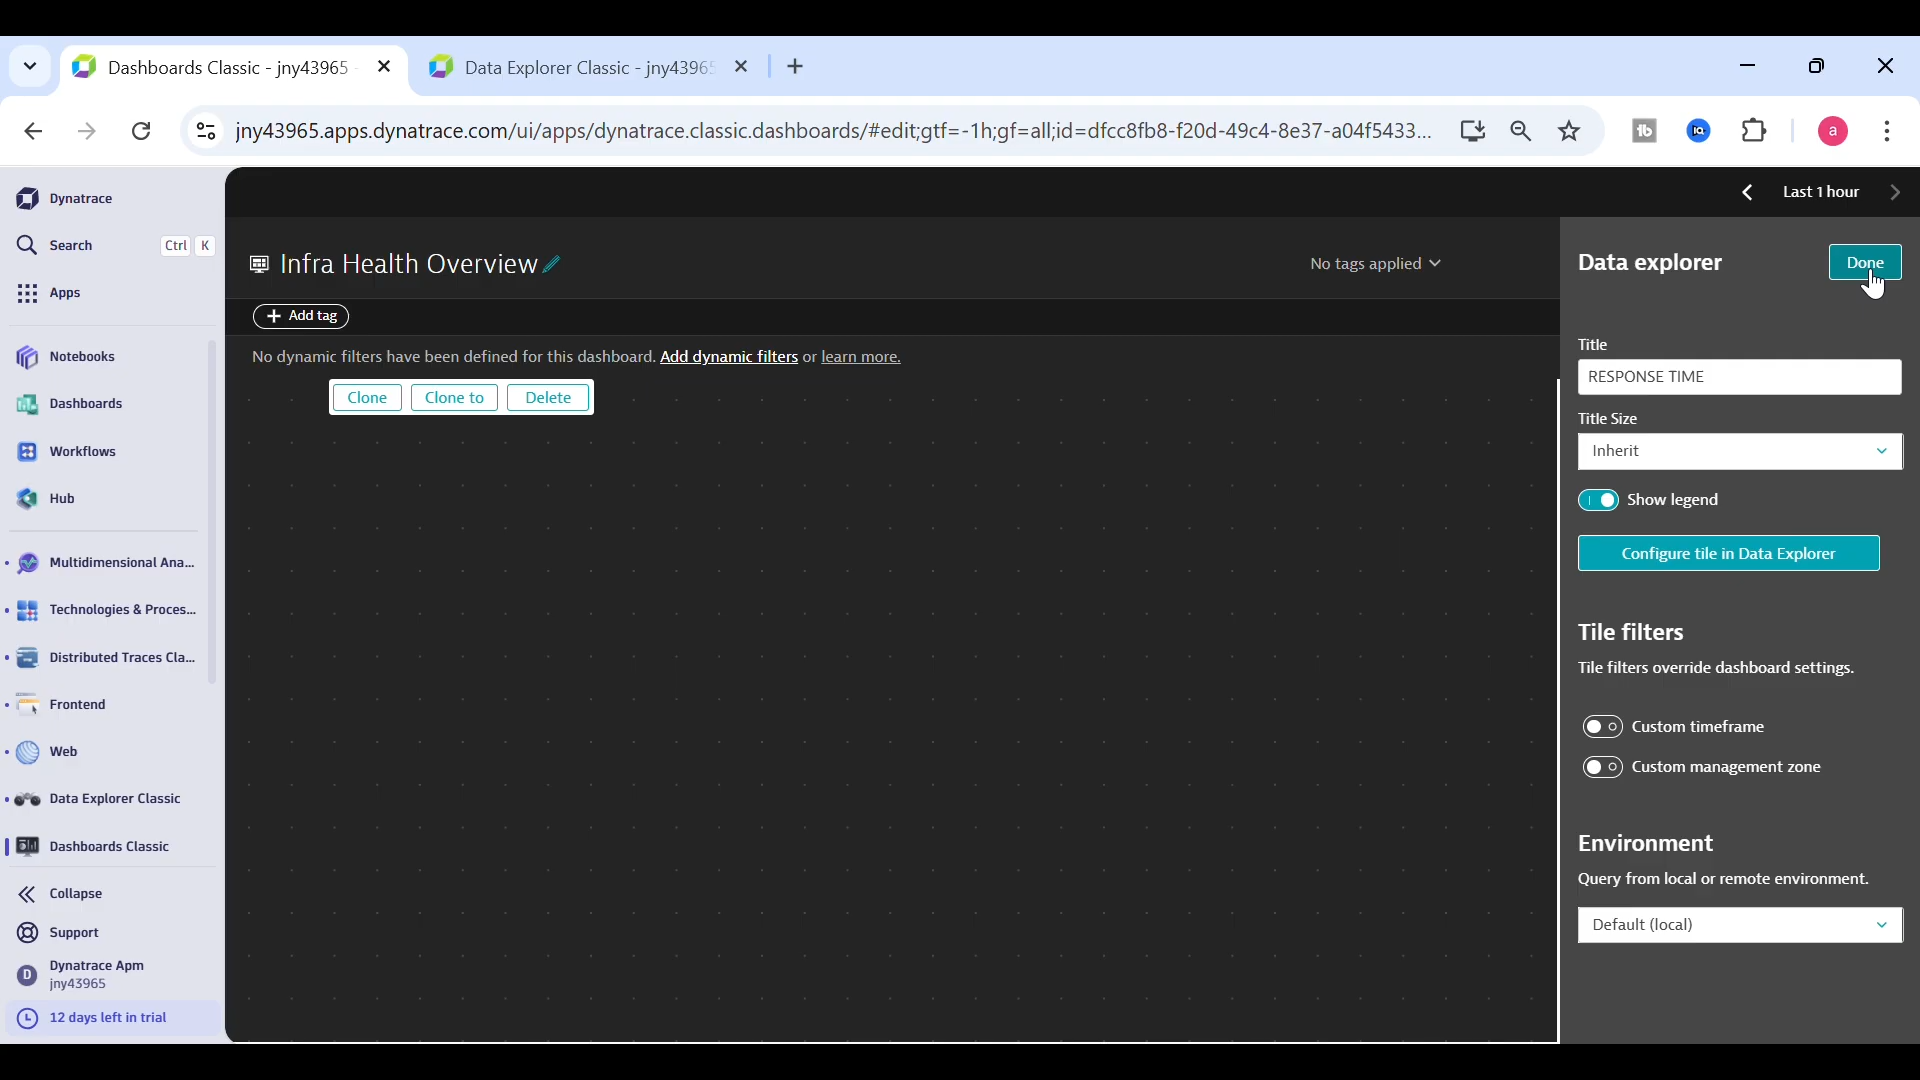 Dashboards Classic - jny43965 -
Data Explorer Classic - jny43965
jny43965.apps.dynatrace.com/ui/apps/dynatrace.classic.dashboards/#edit;gtf=-1h;gf=all;id=dfcc8fb8-f20d-49c4-8e37-a04f5433...
a
Dynatrace
Search
Ctrl K
Apps
Notebooks
Dashboards
Workflows
Hub
Multidimensional Ana...
Technologies & Proces...
Distributed Traces Cla...
Frontend
Web
Data Explorer Classic
Dashboards Classic
Collapse
Support
D
Dynatrace Apm
jny43965
12 days left in trial
Last 1 hour
Infra Health Overview
No tags applied
Add tag
No dynamic filters have been defined for this dashboard. Add dynamic filters or learn more.
Clone
Clone to
Delete
Data explorer
Done
Title
RESPONSE TIME
Title Size
Inherit
Show legend
Configure tile in Data Explorer
Tile filters
Tile filters override dashboard settings.
Custom timeframe
Custom management zone
Environment
Query from local or remote environment.
Default (local)